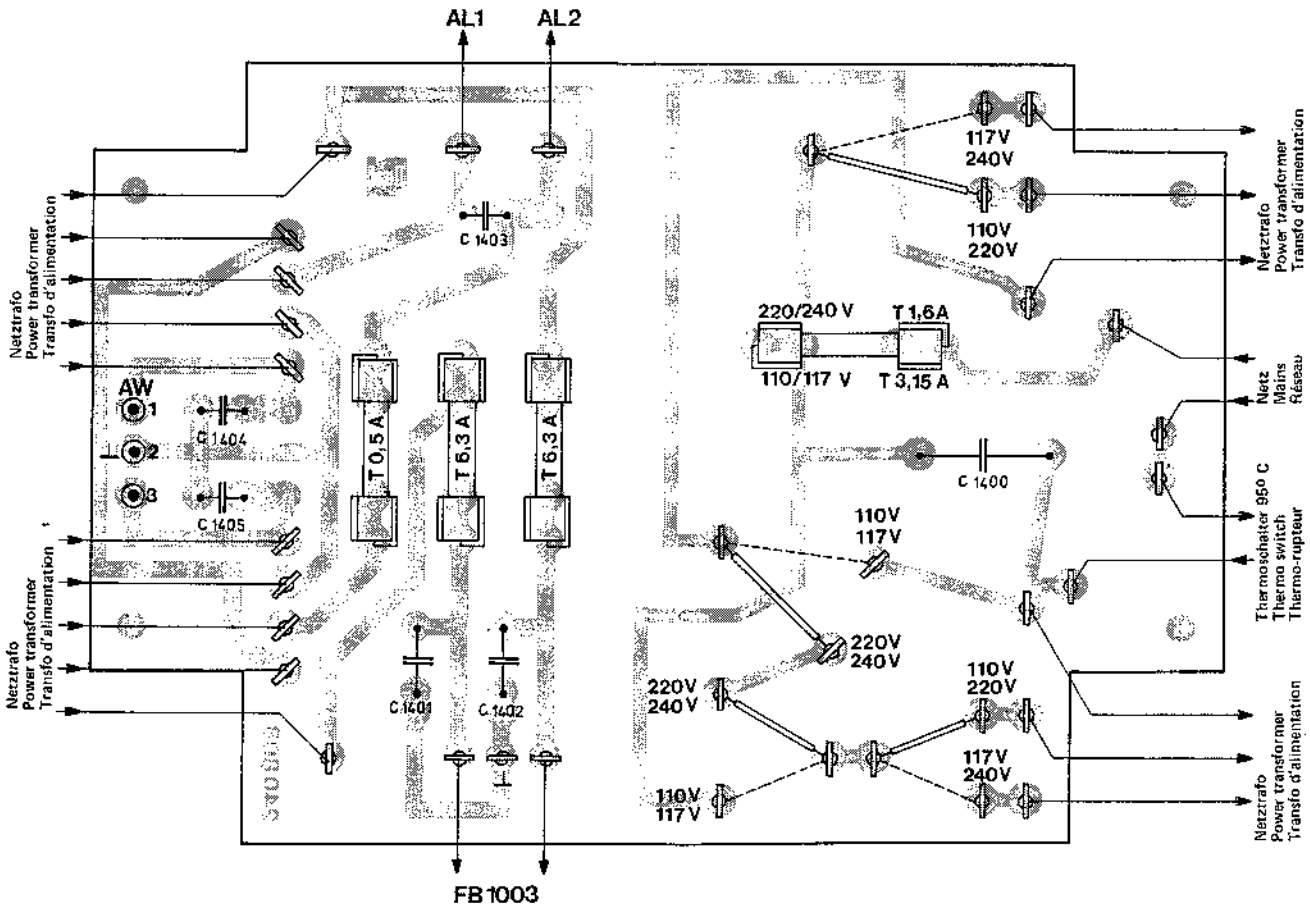 AL1
AL2
117V
240V
110V
220V
Netztrafo
Power transformer
Transfo d'alimentation
Netztrafo
Power transformer
Transfo d'alimentation
C 1403
220/240 V
T 1,6 A
110/117 V
T 3,15 A
Netz
Mains
Réseau
AW
1
2
3
C 1404
C 1405
T 0,5 A
T 6,3 A
T 6,3 A
C 1400
110V
117V
Thermoschalter 95° C
Thermo switch
Thermo-rupteur
Netztrafo
Power transformer
Transfo d'alimentation
C 1401
C 1402
220V
240V
220V
240V
110V
220V
117V
240V
110V
117V
Netztrafo
Power transformer
Transfo d'alimentation
FB 1003